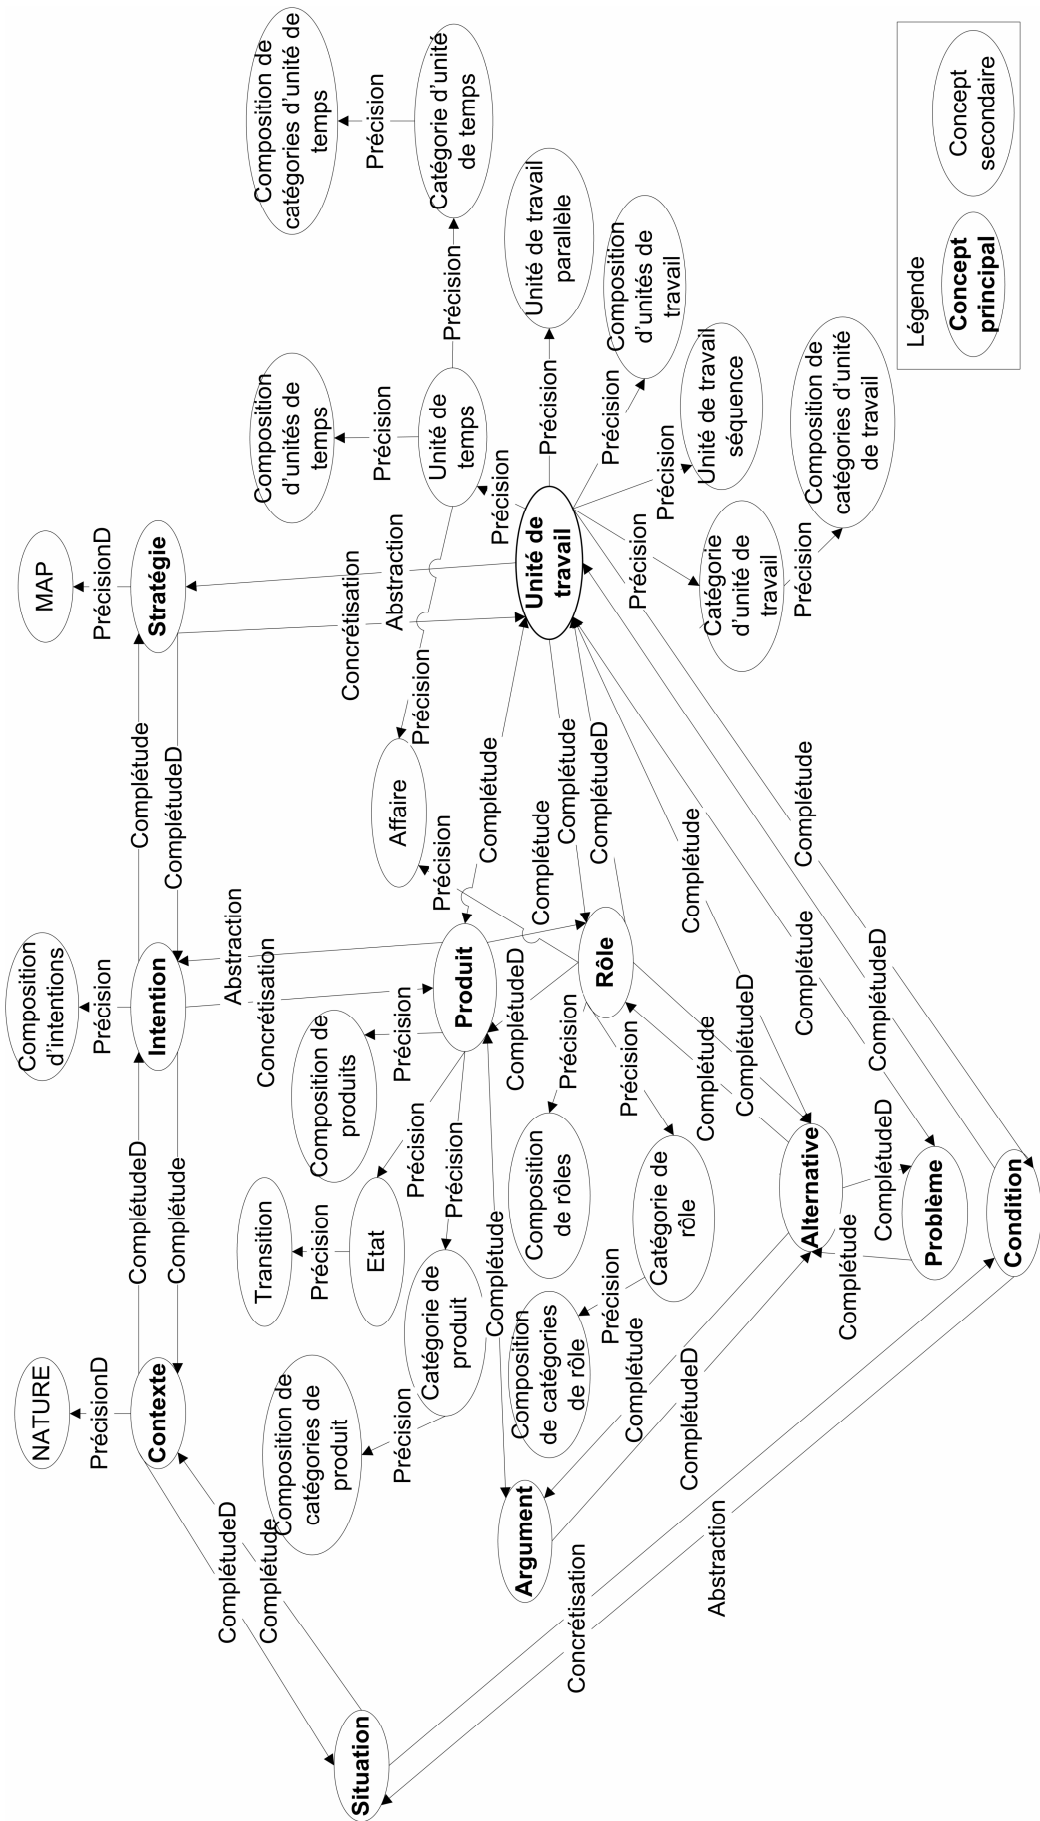 NATURE
PrécisionD
Contexte
Composition
d'intentions
Précision
Intention
MAP
PrécisionD
Stratégie
ComplétudeD
Complétude
Complétude
ComplétudeD
ComplétudeD
Complétude
Situation
Abstraction
Concrétisation
Concrétisation
Abstraction
Composition de
catégories de
produit
Précision
Transition
Précision
Etat
Composition de
produits
Précision
Précision
Précision
Catégorie de
produit
Produit
Composition
d'unités de
temps
Précision
Unité de
temps
Composition de
catégories d'unité de
temps
Précision
Catégorie d'unité
de temps
Précision
Affaire
Précision
Précision
Précision
Complétude
Complétude
ComplétudeD
Complétude
Complétude
ComplétudeD
Argument
Composition
de rôles
Précision
Rôle
Précision
Composition
de catégories
de rôle
Précision
Catégorie de
rôle
Unité de
travail
Précision
Unité de travail
parallèle
Précision
Composition
d'unités de
travail
Précision
Unité de travail
séquence
Précision
Catégorie
d'unité de
travail
Précision
Composition de
catégories d'unité
de travail
Complétude
ComplétudeD
Complétude
ComplétudeD
Complétude
Alternative
ComplétudeD
Complétude
Problème
Complétude
ComplétudeD
Complétude
Condition
Concrétisation
Abstraction
Légende
Concept
principal
Concept
secondaire